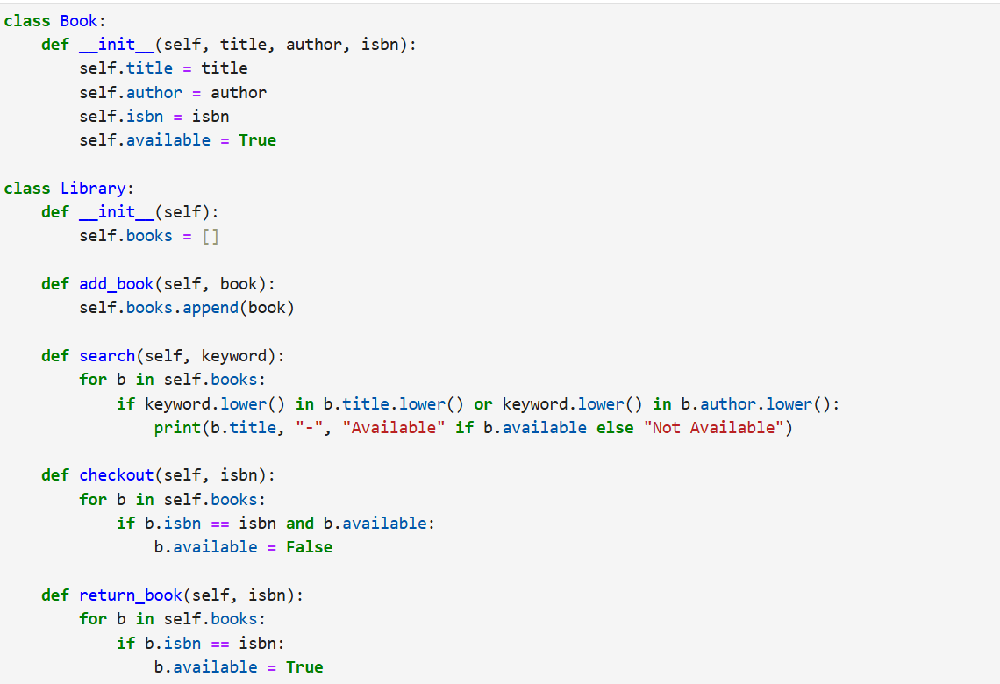 class Book:
    def __init__(self, title, author, isbn):
        self.title = title
        self.author = author
        self.isbn = isbn
        self.available = True

class Library:
    def __init__(self):
        self.books = []

    def add_book(self, book):
        self.books.append(book)

    def search(self, keyword):
        for b in self.books:
            if keyword.lower() in b.title.lower() or keyword.lower() in b.author.lower():
                print(b.title, "-", "Available" if b.available else "Not Available")

    def checkout(self, isbn):
        for b in self.books:
            if b.isbn == isbn and b.available:
                b.available = False

    def return_book(self, isbn):
        for b in self.books:
            if b.isbn == isbn:
                b.available = True